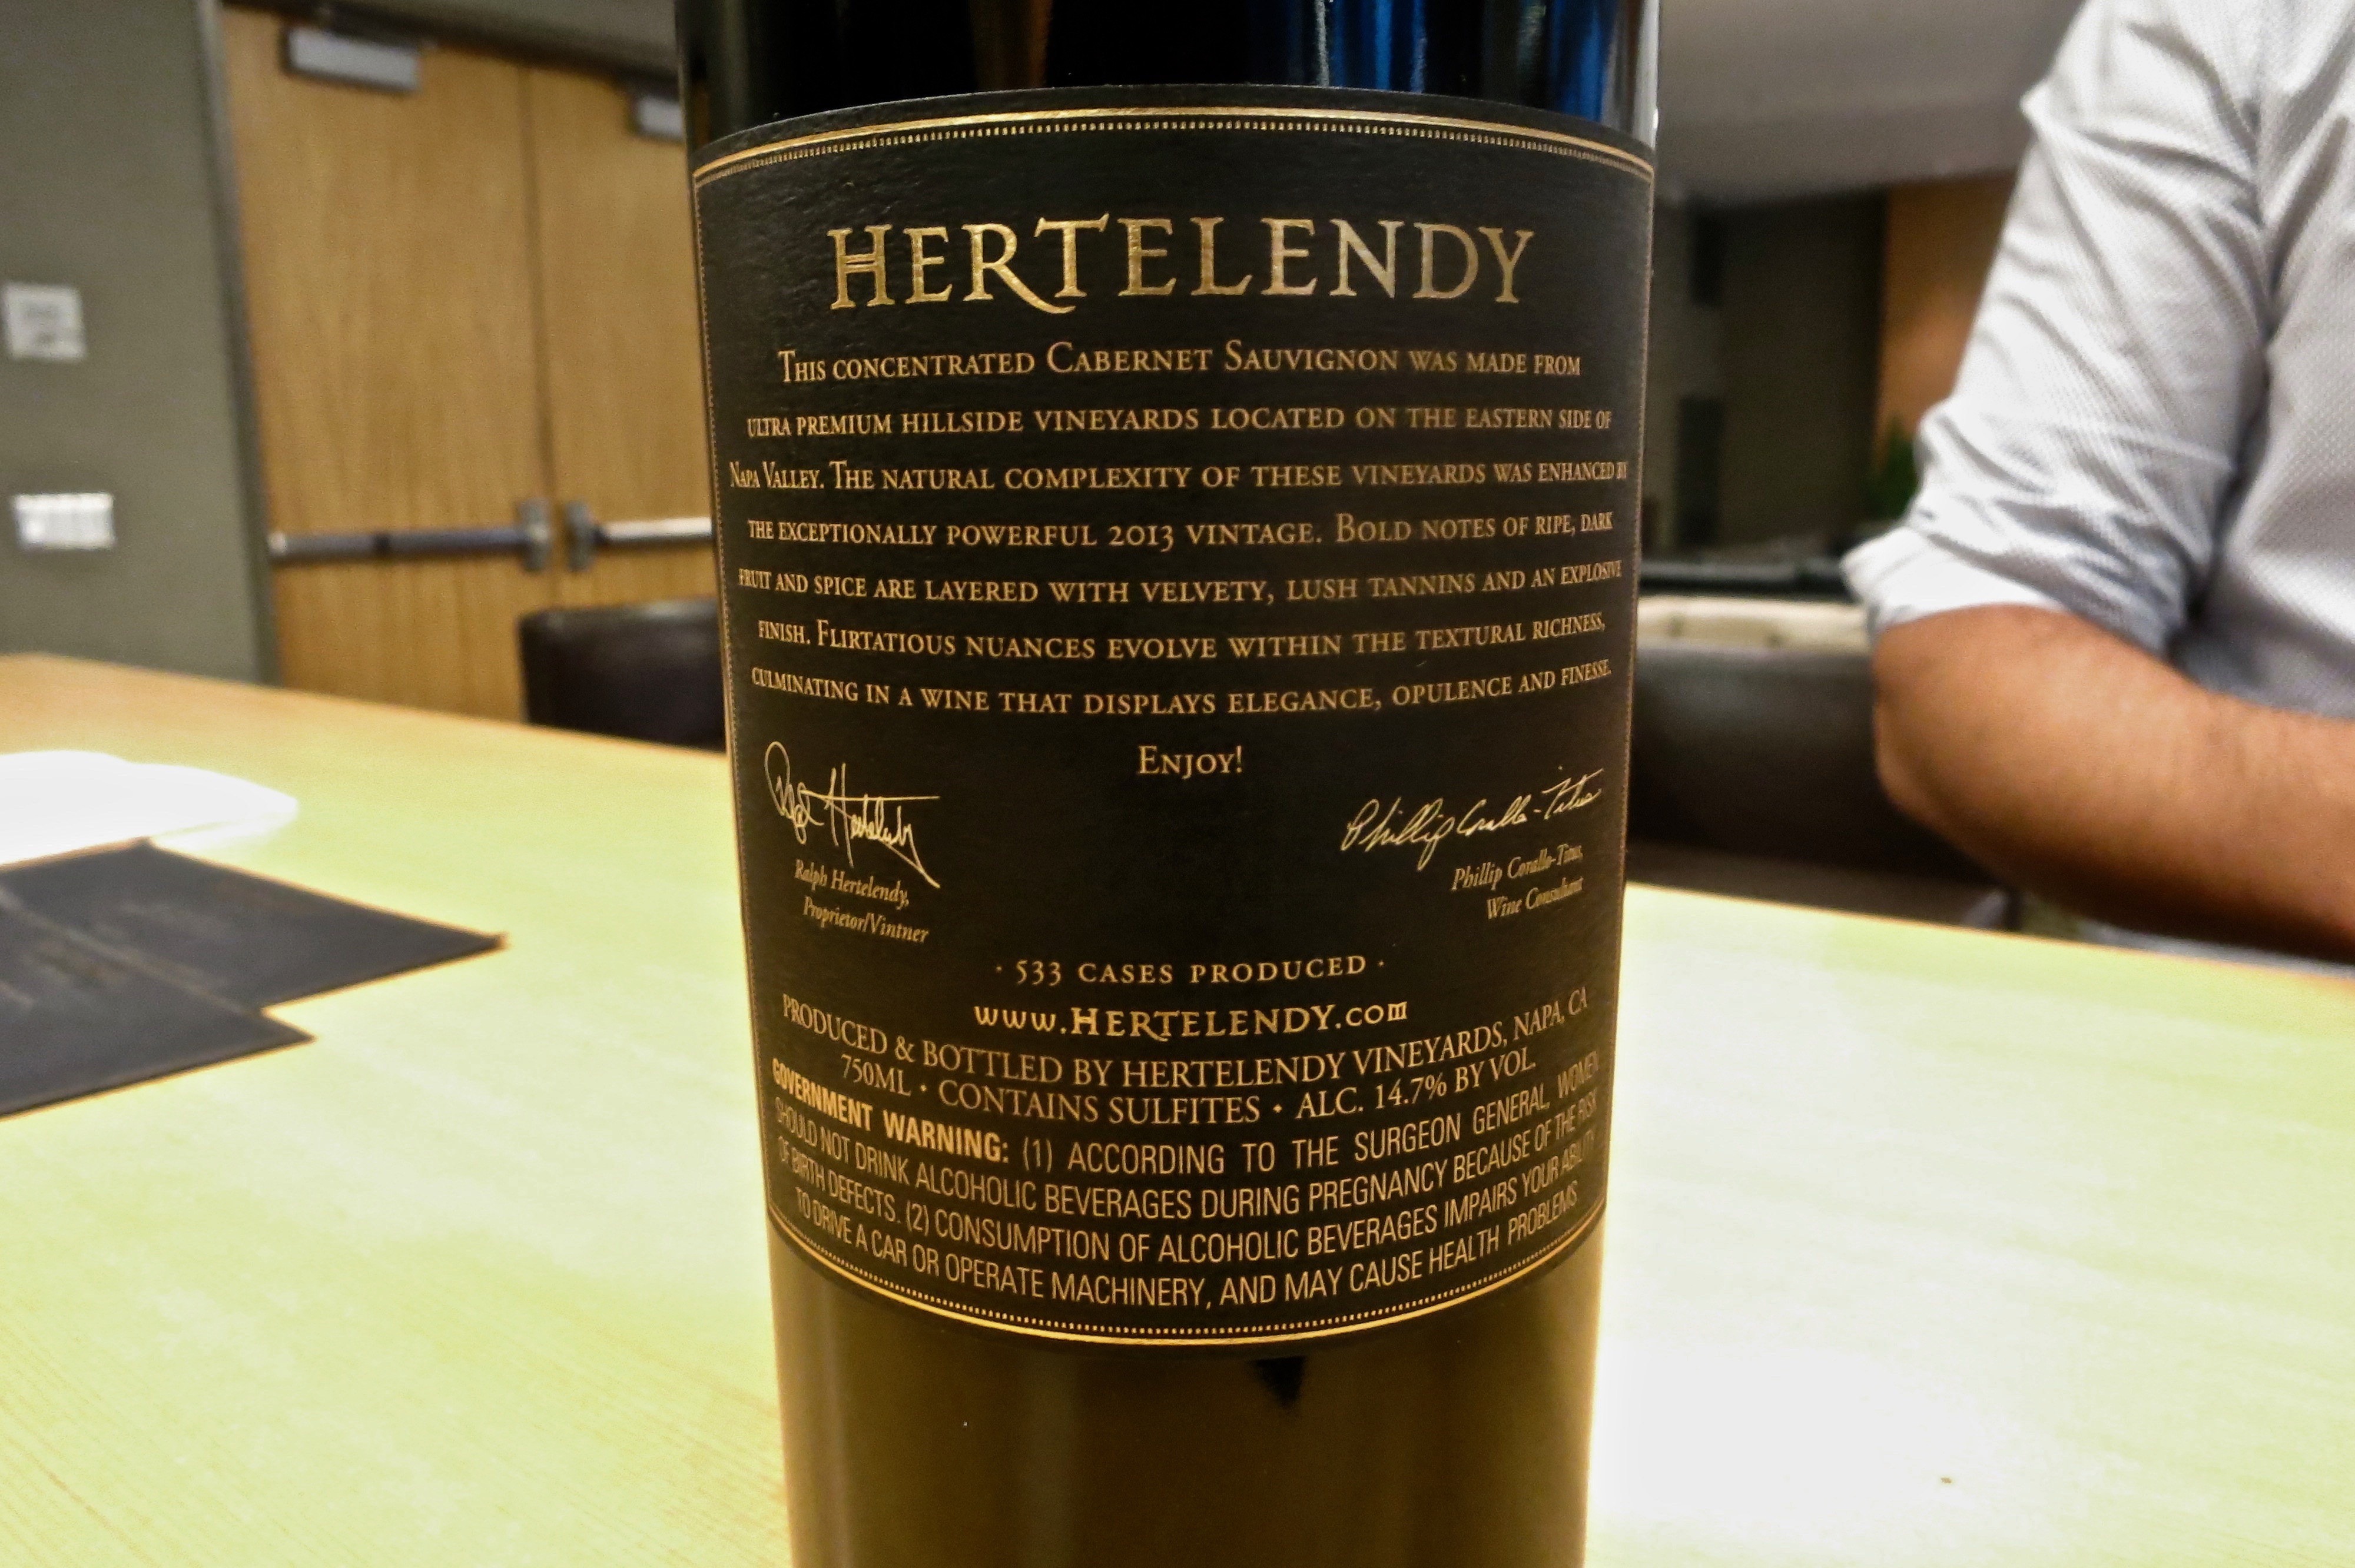 HERTELENDY
THIS CONCENTRATED CABERNET SAUVIGNON WAS MADE FROM
ULTRA PREMIUM HILLSIDE VINEYARDS LOCATED ON THE EASTERN SIDE OF
NAPA VALLEY. THE NATURAL COMPLEXITY OF THESE VINEYARDS WAS ENHANCED BY
THE EXCEPTIONALLY POWERFUL 2013 VINTAGE. BOLD NOTES OF RIPE, DARK
FRUIT AND SPICE ARE LAYERED WITH VELVETY, LUSH TANNINS AND AN EXPLOSIVE
FINISH. FLIRTATIOUS NUANCES EVOLVE WITHIN THE TEXTURAL RICHNESS,
CULMINATING IN A WINE THAT DISPLAYS ELEGANCE, OPULENCE AND FINESSE.
ENJOY!
Ralph Hertelendy
Phillip Corallo-Titus
Ralph Hertelendy,
Proprietor/Vintner
Phillip Corallo-Titus,
Wine Consultant
· 533 CASES PRODUCED ·
www.HERTELENDY.com
PRODUCED & BOTTLED BY HERTELENDY VINEYARDS, NAPA, CA
750ML • CONTAINS SULFITES • ALC. 14.7% BY VOL.
GOVERNMENT WARNING: (1) ACCORDING TO THE SURGEON GENERAL, WOMEN
SHOULD NOT DRINK ALCOHOLIC BEVERAGES DURING PREGNANCY BECAUSE OF THE RISK
OF BIRTH DEFECTS. (2) CONSUMPTION OF ALCOHOLIC BEVERAGES IMPAIRS YOUR ABILITY
TO DRIVE A CAR OR OPERATE MACHINERY, AND MAY CAUSE HEALTH PROBLEMS.